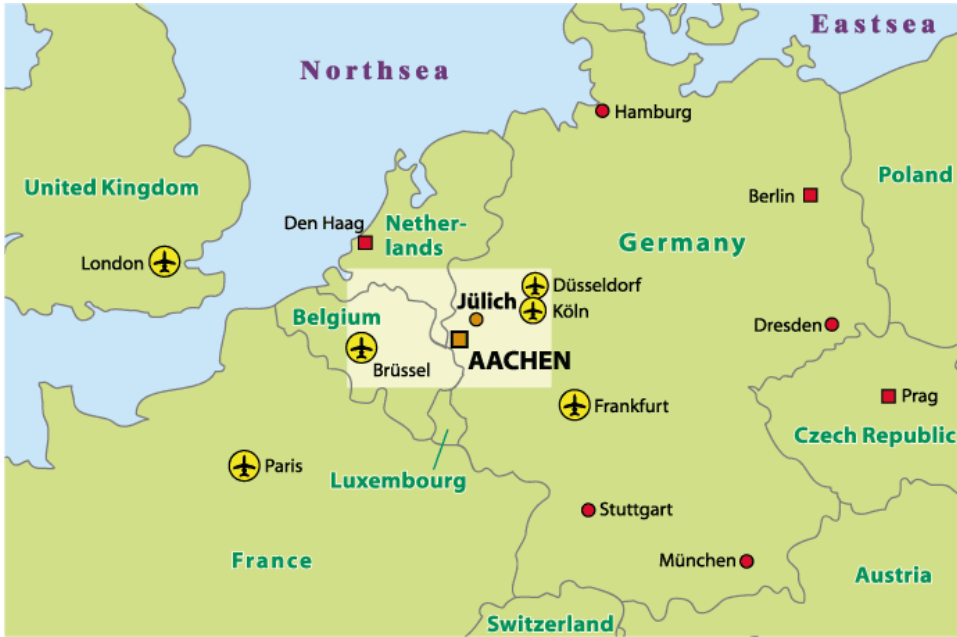 Eastsea
Northsea
Hamburg
United Kingdom
Poland
Berlin
Den Haag
Nether-
lands
Germany
London
Düsseldorf
Jülich
Köln
Belgium
Dresden
AACHEN
Brüssel
Prag
Frankfurt
Czech Republic
Paris
Luxembourg
Stuttgart
France
München
Austria
Switzerland